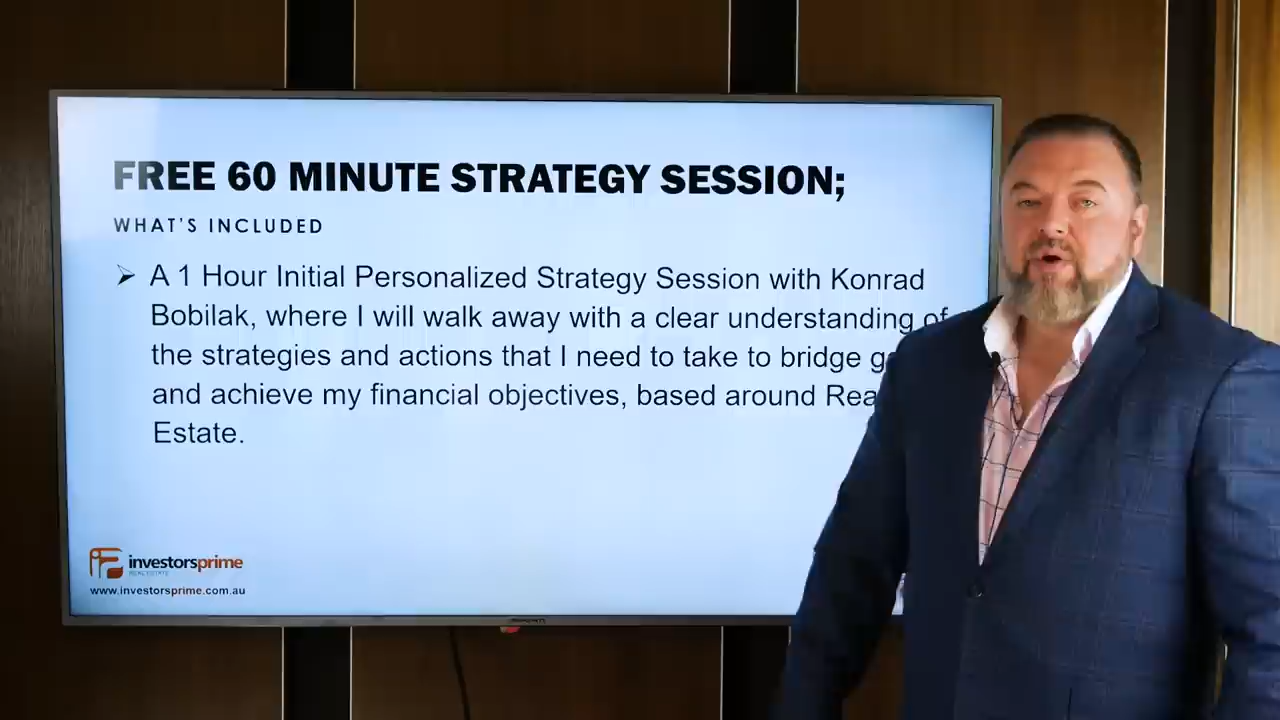 FREE 60 MINUTE STRATEGY SESSION;
WHAT'S INCLUDED
A 1 Hour Initial Personalized Strategy Session with Konrad
Bobilak, where I will walk away with a clear understanding of
the strategies and actions that I need to take to bridge
and achieve my financial objectives, based around
Estate.
investorsprime
REAL ESTATE
www.investorsprime.com.au